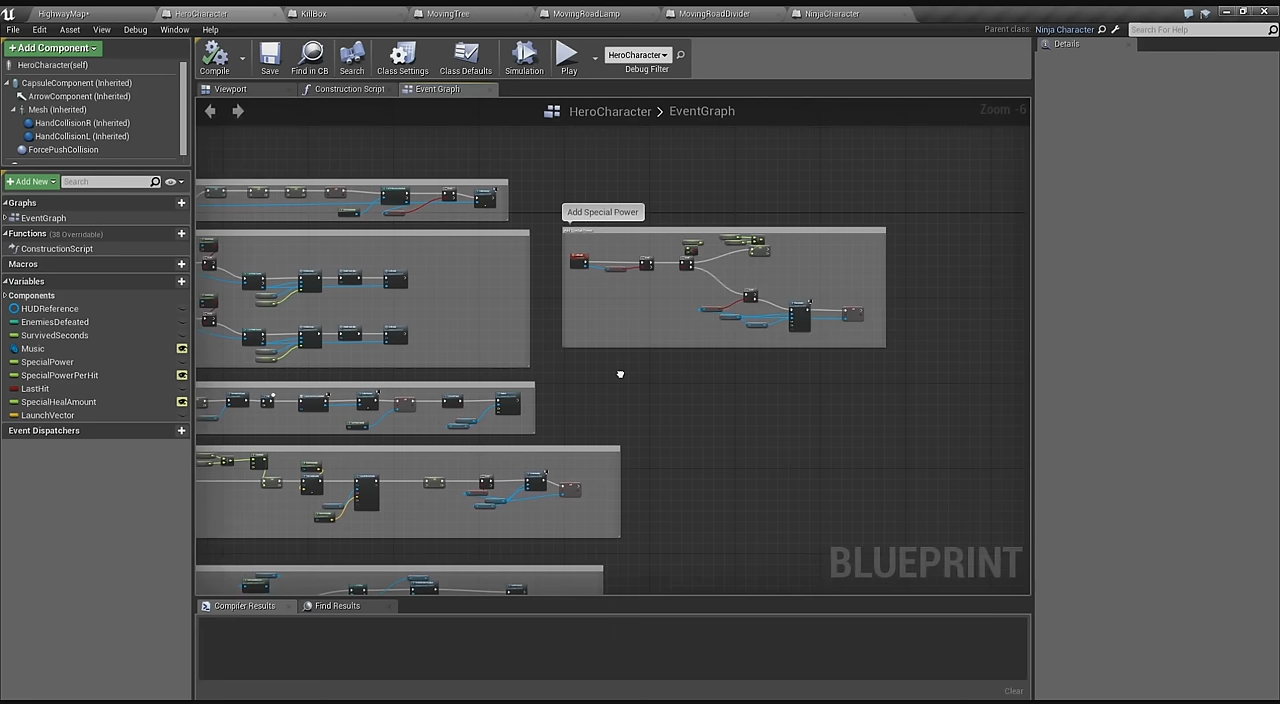 HighwayMap*
HeroCharacter
KillBox
MovingTree
MovingRoadLamp
MovingRoadDivider
NinjaCharacter
File Edit Asset View Debug Window Help
Parent class: Ninja Character
Search For Help
+Add Component
HeroCharacter(self)
CapsuleComponent (Inherited)
ArrowComponent (Inherited)
Mesh (Inherited)
HandCollisionR (Inherited)
HandCollisionL (Inherited)
ForcePushCollision
Compile Save Find in CB Search Class Settings Class Defaults Simulation Play
HeroCharacter
Debug Filter
Details
Viewport Construction Script Event Graph
HeroCharacter > EventGraph
Zoom -6
+Add New
Search
Graphs
EventGraph
Functions (38 Overridable)
ConstructionScript
Macros
Variables
Components
HUDReference
EnemiesDefeated
SurvivedSeconds
Music
SpecialPower
SpecialPowerPerHit
LastHit
SpecialHealAmount
LaunchVector
Event Dispatchers
Add Special Power
BLUEPRINT
Compiler Results Find Results
Clear